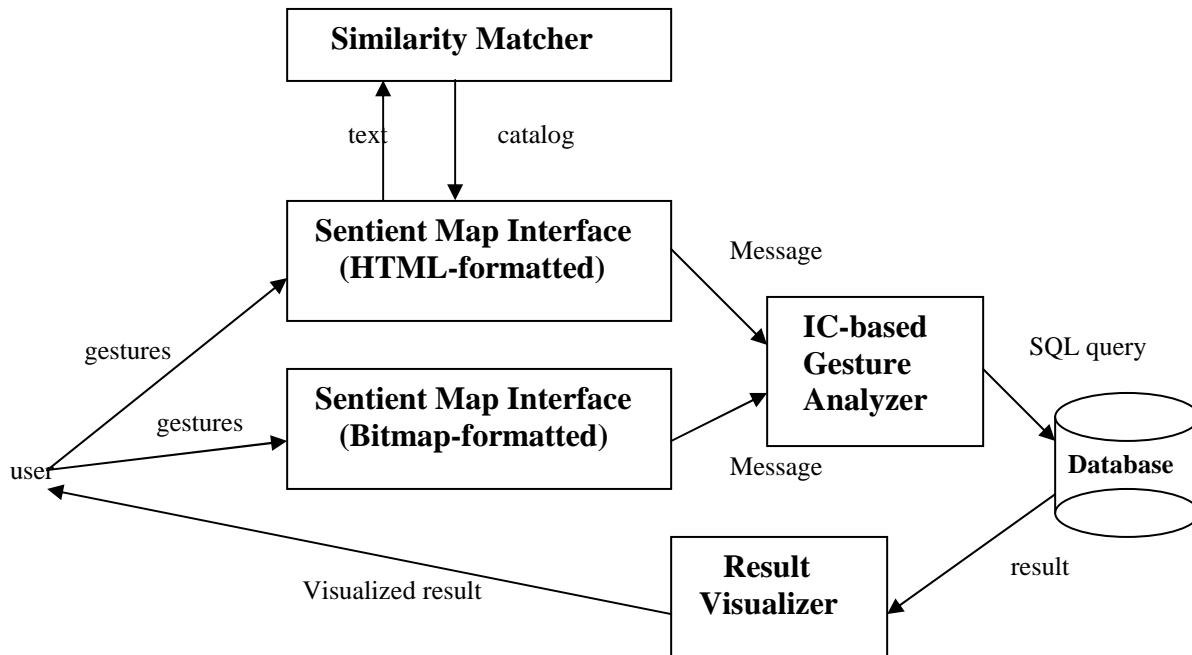 Similarity Matcher
text
catalog
Sentient Map Interface
(HTML-formatted)
Message
IC-based
Gesture
Analyzer
SQL query
gestures
Sentient Map Interface
(Bitmap-formatted)
gestures
Message
user
Database
Result
Visualizer
result
Visualized result